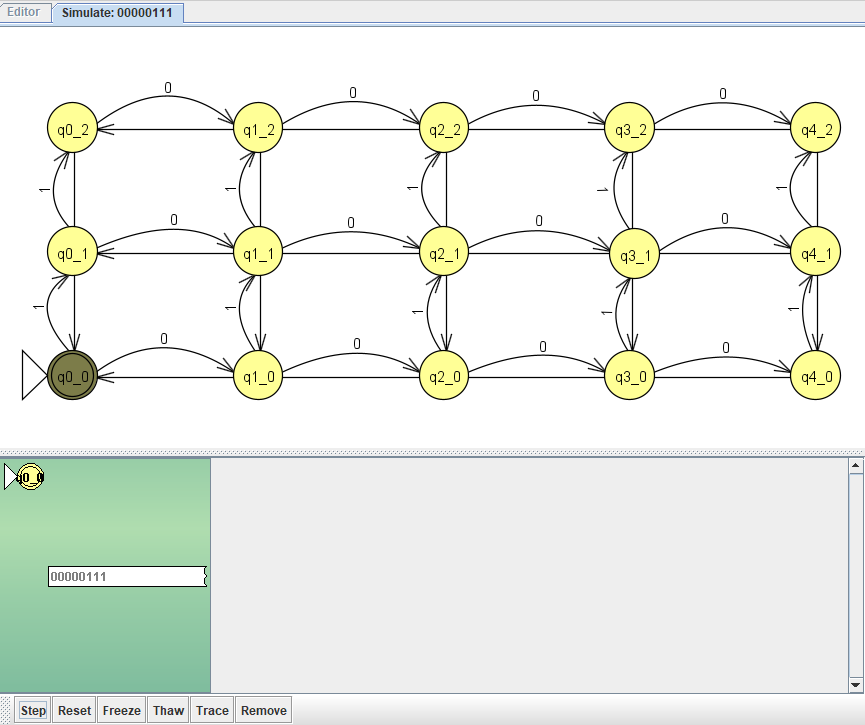 Editor
Simulate: 00000111
0 0 0 0
q0_2 q1_2 q2_2 q3_2 q4_2
1 1 1 1 1
0 0 0 0
q0_1 q1_1 q2_1 q3_1 q4_1
1 1 1 1 1
0 0 0 0
q0_0 q1_0 q2_0 q3_0 q4_0
q0_0
00000111
Step Reset Freeze Thaw Trace Remove